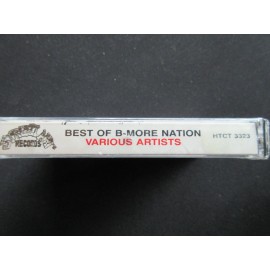 RECORDS
BEST OF B-MORE NATION
VARIOUS ARTISTS
HTCT 3323